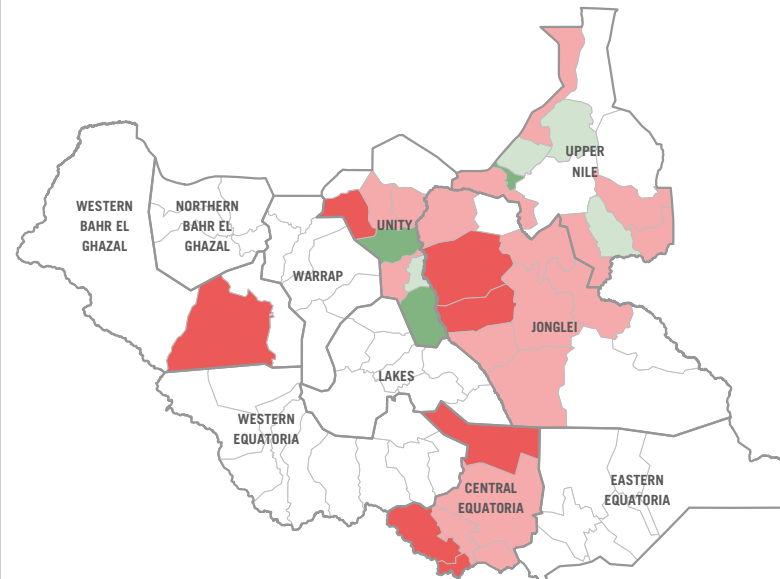 UPPER
NILE
WESTERN
BAHR EL
GHAZAL
NORTHERN
BAHR EL
GHAZAL
UNITY
WARRAP
JONGLEI
LAKES
WESTERN
EQUATORIA
CENTRAL
EQUATORIA
EASTERN
EQUATORIA